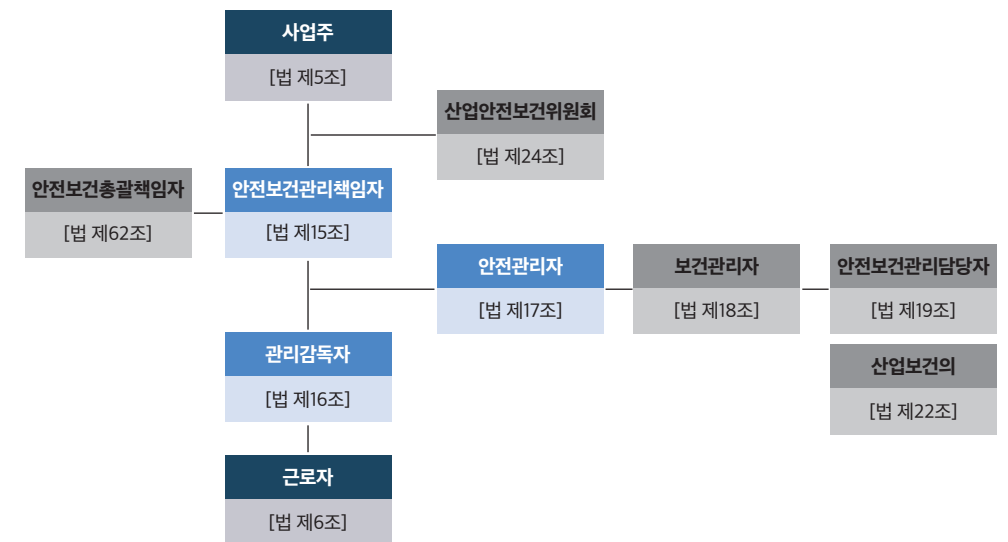 사업주
[법 제5조]
산업안전보건위원회
[법 제24조]
안전보건총괄책임자
[법 제62조]
안전보건관리책임자
[법 제15조]
안전관리자
[법 제17조]
보건관리자
[법 제18조]
안전보건관리담당자
[법 제19조]
관리감독자
[법 제16조]
산업보건의
[법 제22조]
근로자
[법 제6조]